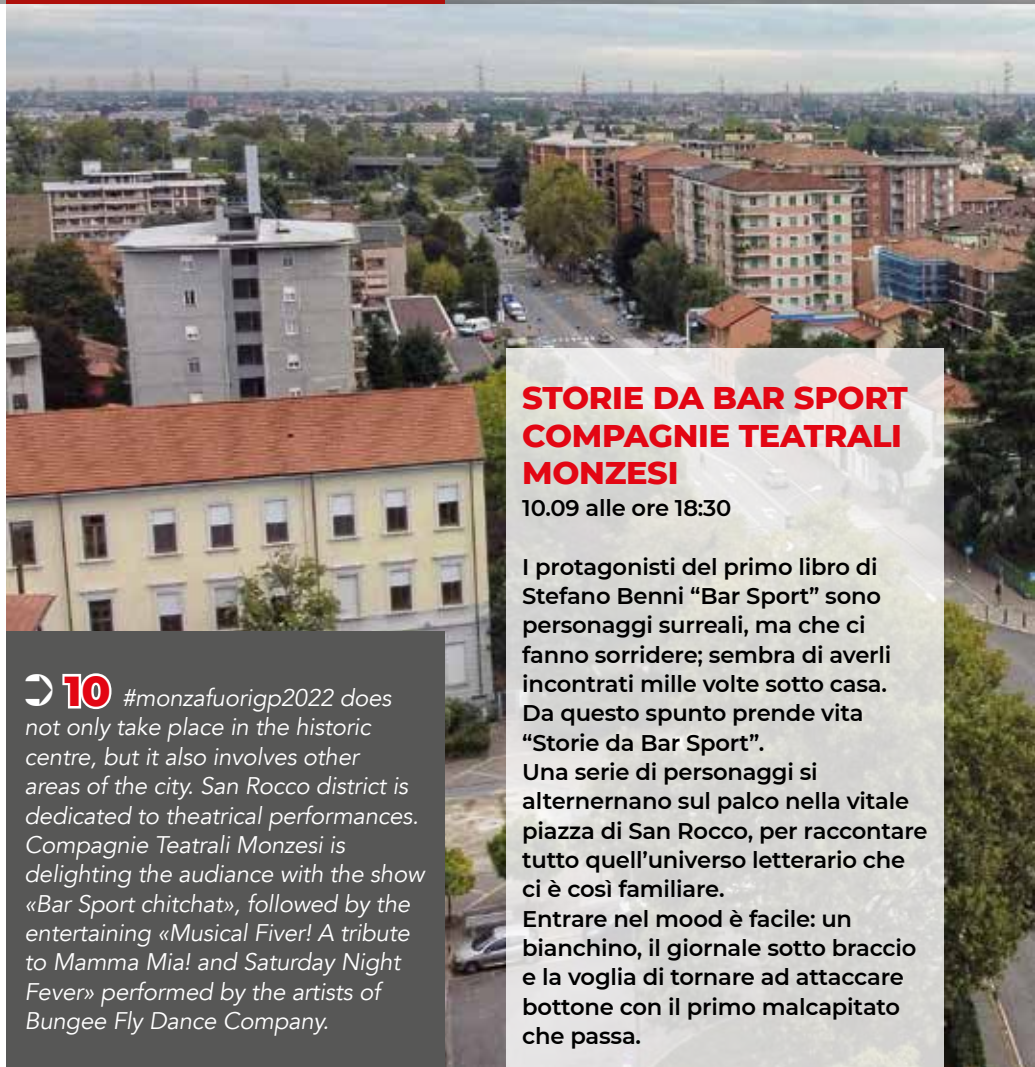 STORIE DA BAR SPORT
COMPAGNIE TEATRALI
MONZESI
10.09 alle ore 18:30
I protagonisti del primo libro di
Stefano Benni “Bar Sport” sono
personaggi surreali, ma che ci
fanno sorridere; sembra di averli
incontrati mille volte sotto casa.
Da questo spunto prende vita
“Storie da Bar Sport”.
Una serie di personaggi si
alternernano sul palco nella vitale
piazza di San Rocco, per raccontare
tutto quell’universo letterario che
ci è così familiare.
Entrare nel mood è facile: un
bianchino, il giornale sotto braccio
e la voglia di tornare ad attaccare
bottone con il primo malcapitato
che passa.
10 #monzafuorigp2022 does
not only take place in the historic
centre, but it also involves other
areas of the city. San Rocco district is
dedicated to theatrical performances.
Compagnie Teatrali Monzesi is
delighting the audience with the show
«Bar Sport chitchat», followed by the
entertaining «Musical Fiver! A tribute
to Mamma Mia! and Saturday Night
Fever» performed by the artists of
Bungee Fly Dance Company.